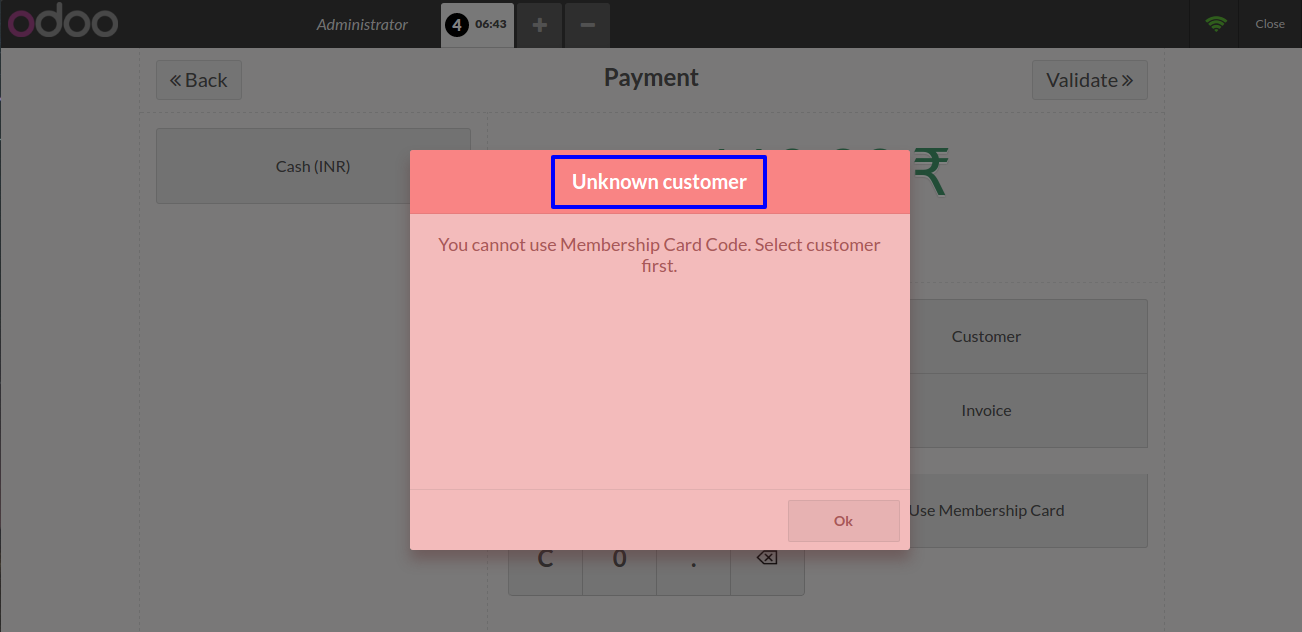 odoo
Administrator
4 06:43
Close
Back
Payment
Validate
Cash (INR)
₹
Unknown customer
You cannot use Membership Card Code. Select customer
first.
Customer
Invoice
Use Membership Card
Ok
C 0 .